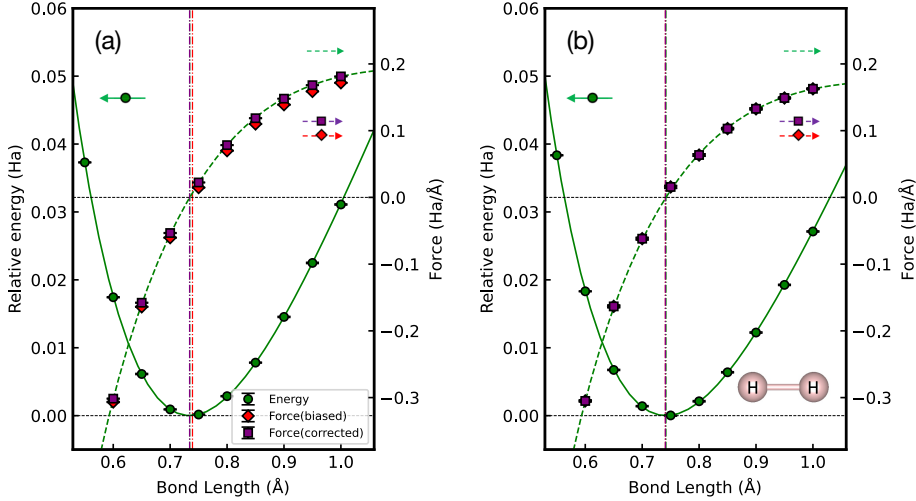 (a)
0.06
0.05
0.04
0.03
0.02
0.01
0.00
Relative energy (Ha)
0.2
0.1
0.0
−0.1
−0.2
−0.3
Force (Ha/Å)
Energy
Force(biased)
Force(corrected)
0.6 0.7 0.8 0.9 1.0
Bond Length (Å)
(b)
0.06
0.05
0.04
0.03
0.02
0.01
0.00
Relative energy (Ha)
0.2
0.1
0.0
−0.1
−0.2
−0.3
Force (Ha/Å)
H H
0.6 0.7 0.8 0.9 1.0
Bond Length (Å)